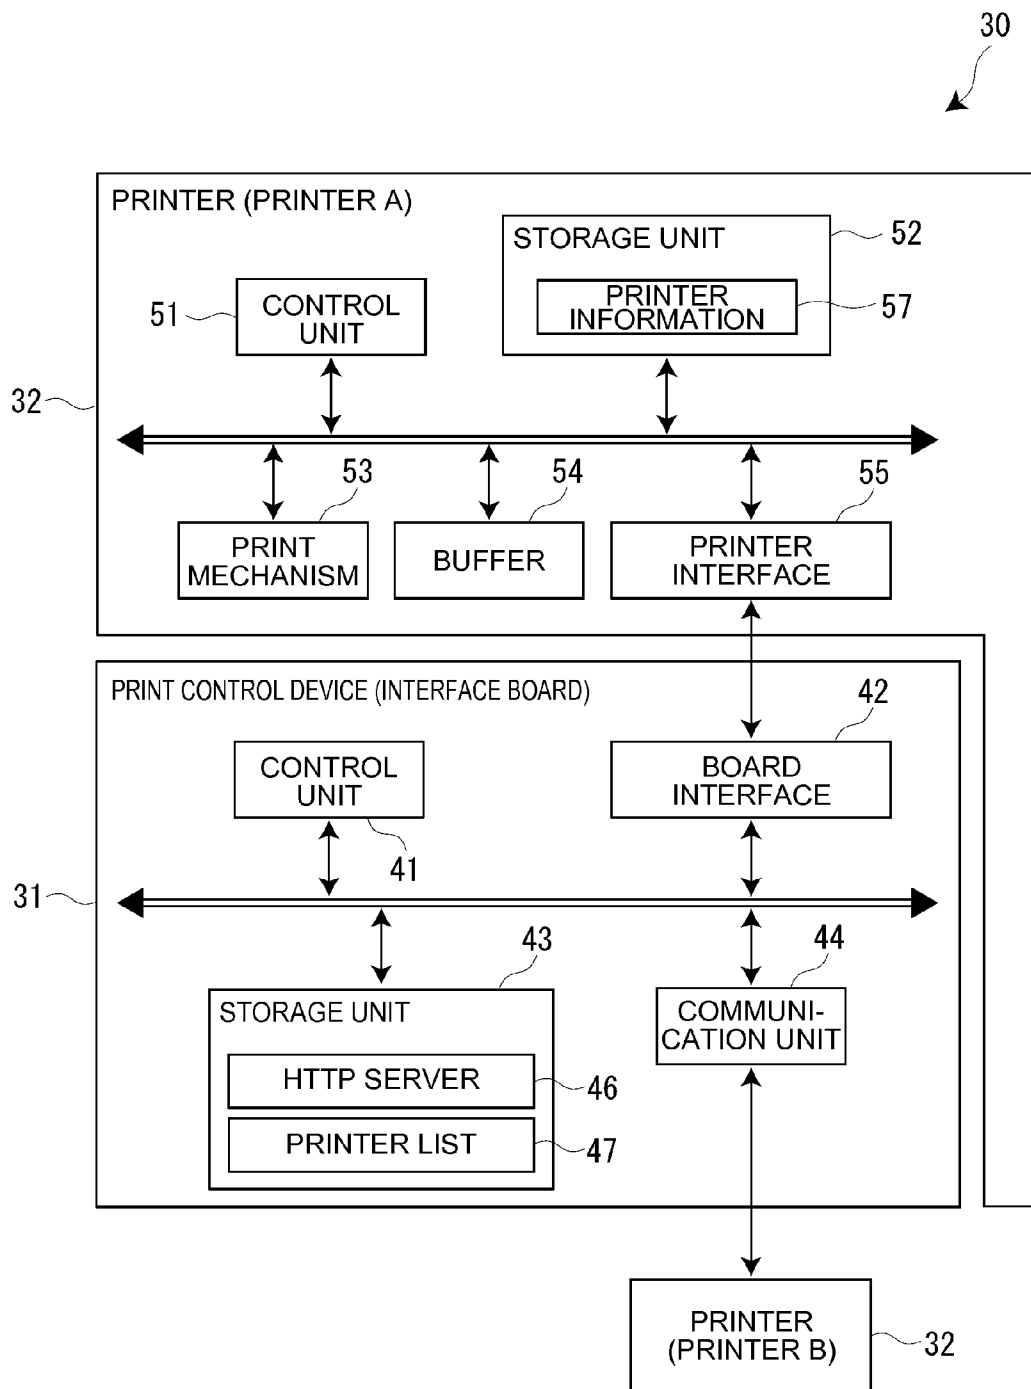 30
PRINTER (PRINTER A)
STORAGE UNIT
52
PRINTER
INFORMATION
57
51
CONTROL
UNIT
32
53
54
55
PRINT
MECHANISM
BUFFER
PRINTER
INTERFACE
PRINT CONTROL DEVICE (INTERFACE BOARD)
42
CONTROL
UNIT
BOARD
INTERFACE
41
31
43
44
STORAGE UNIT
COMMUNI-
CATION UNIT
HTTP SERVER
46
PRINTER LIST
47
PRINTER
(PRINTER B)
32